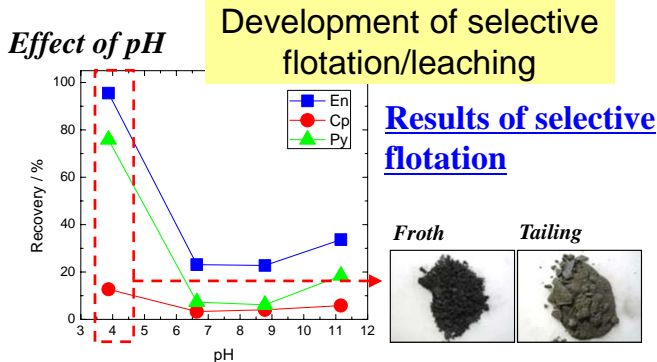 Development of selective
flotation/leaching
Effect of pH
100
80
60
40
20
0
Recovery / %
En
Cp
Py
3 4 5 6 7 8 9 10 11 12
pH
Results of selective
flotation
Froth Tailing